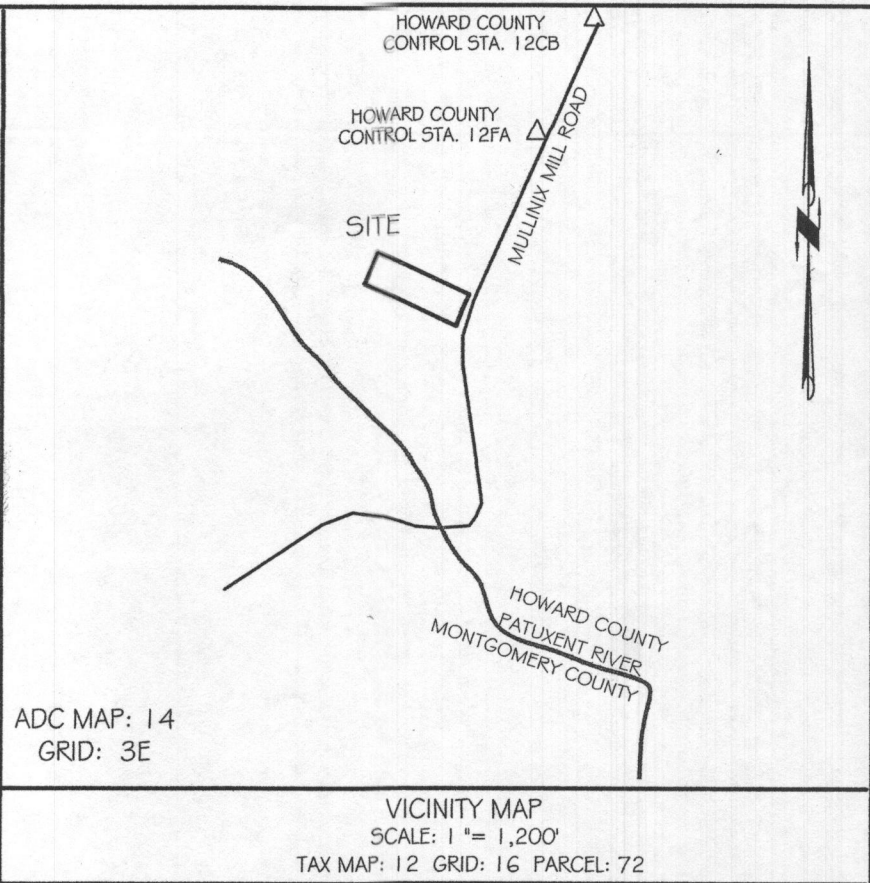 HOWARD COUNTY
CONTROL STA. 12CB
HOWARD COUNTY
CONTROL STA. 12FA
MULLINIX MILL ROAD
SITE
HOWARD COUNTY
PATUXENT RIVER
MONTGOMERY COUNTY
ADC MAP: 14
GRID: 3E
VICINITY MAP
SCALE: 1 "= 1,200'
TAX MAP: 12 GRID: 16 PARCEL: 72